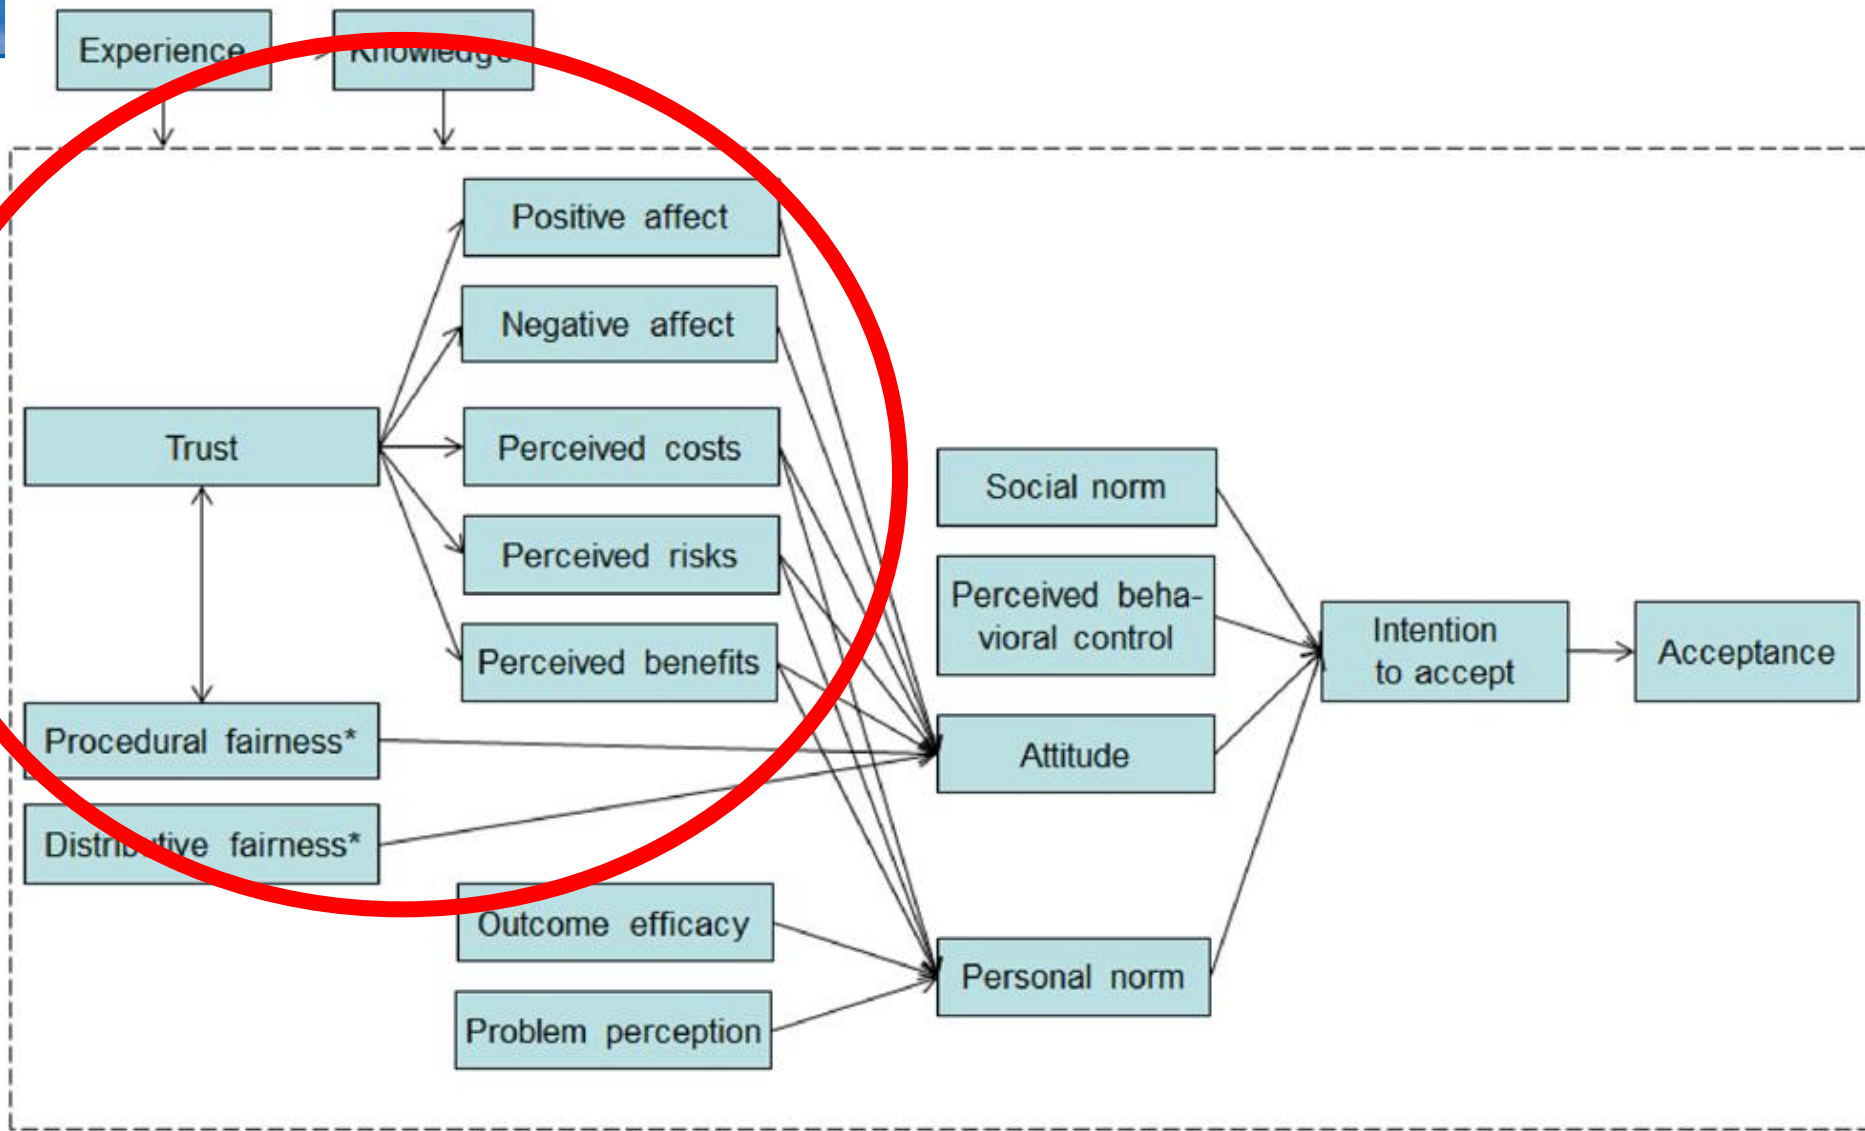 Experience
Knowledge
Positive affect
Negative affect
Trust
Perceived costs
Perceived risks
Perceived benefits
Procedural fairness*
Distributive fairness*
Outcome efficacy
Problem perception
Social norm
Perceived beha-
vioral control
Attitude
Personal norm
Intention
to accept
Acceptance